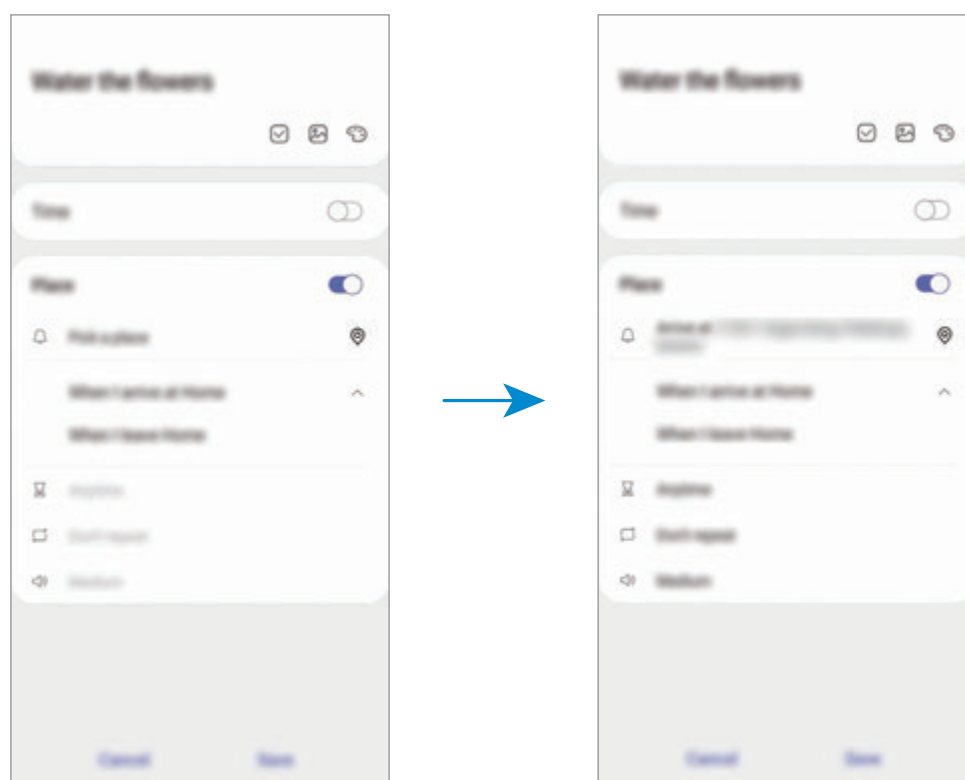 Water the flowers
Time
Place
Pick a place
When I arrive at Home
When I leave Home
Anytime
Don't repeat
Medium
Cancel Save
Water the flowers
Time
Place
Arrive at
When I arrive at Home
When I leave Home
Anytime
Don't repeat
Medium
Cancel Save